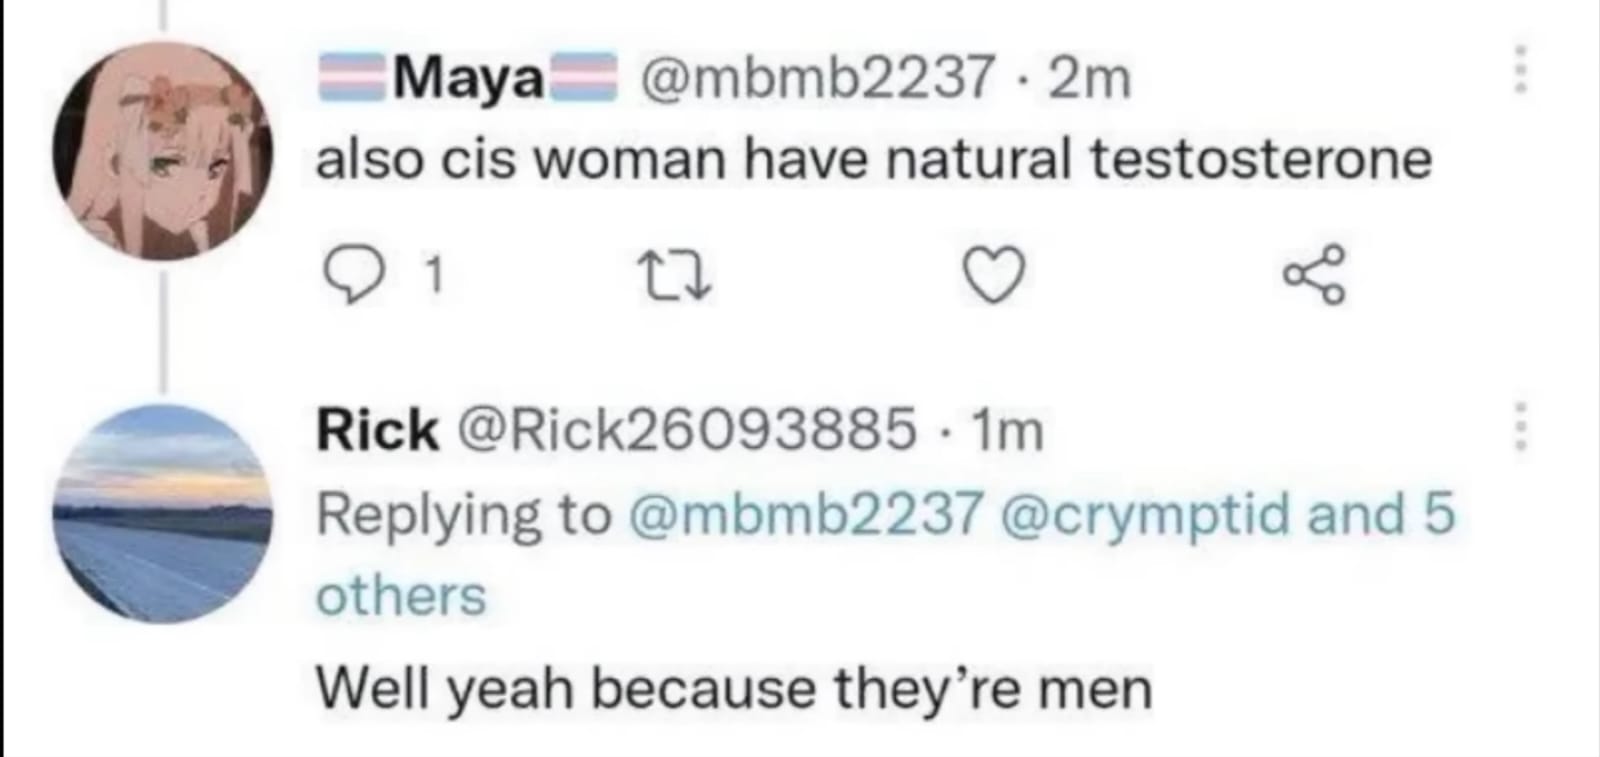 Maya @mbmb2237 · 2m
also cis woman have natural testosterone
1
Rick @Rick26093885 · 1m
Replying to @mbmb2237 @crymptid and 5
others
Well yeah because they’re men